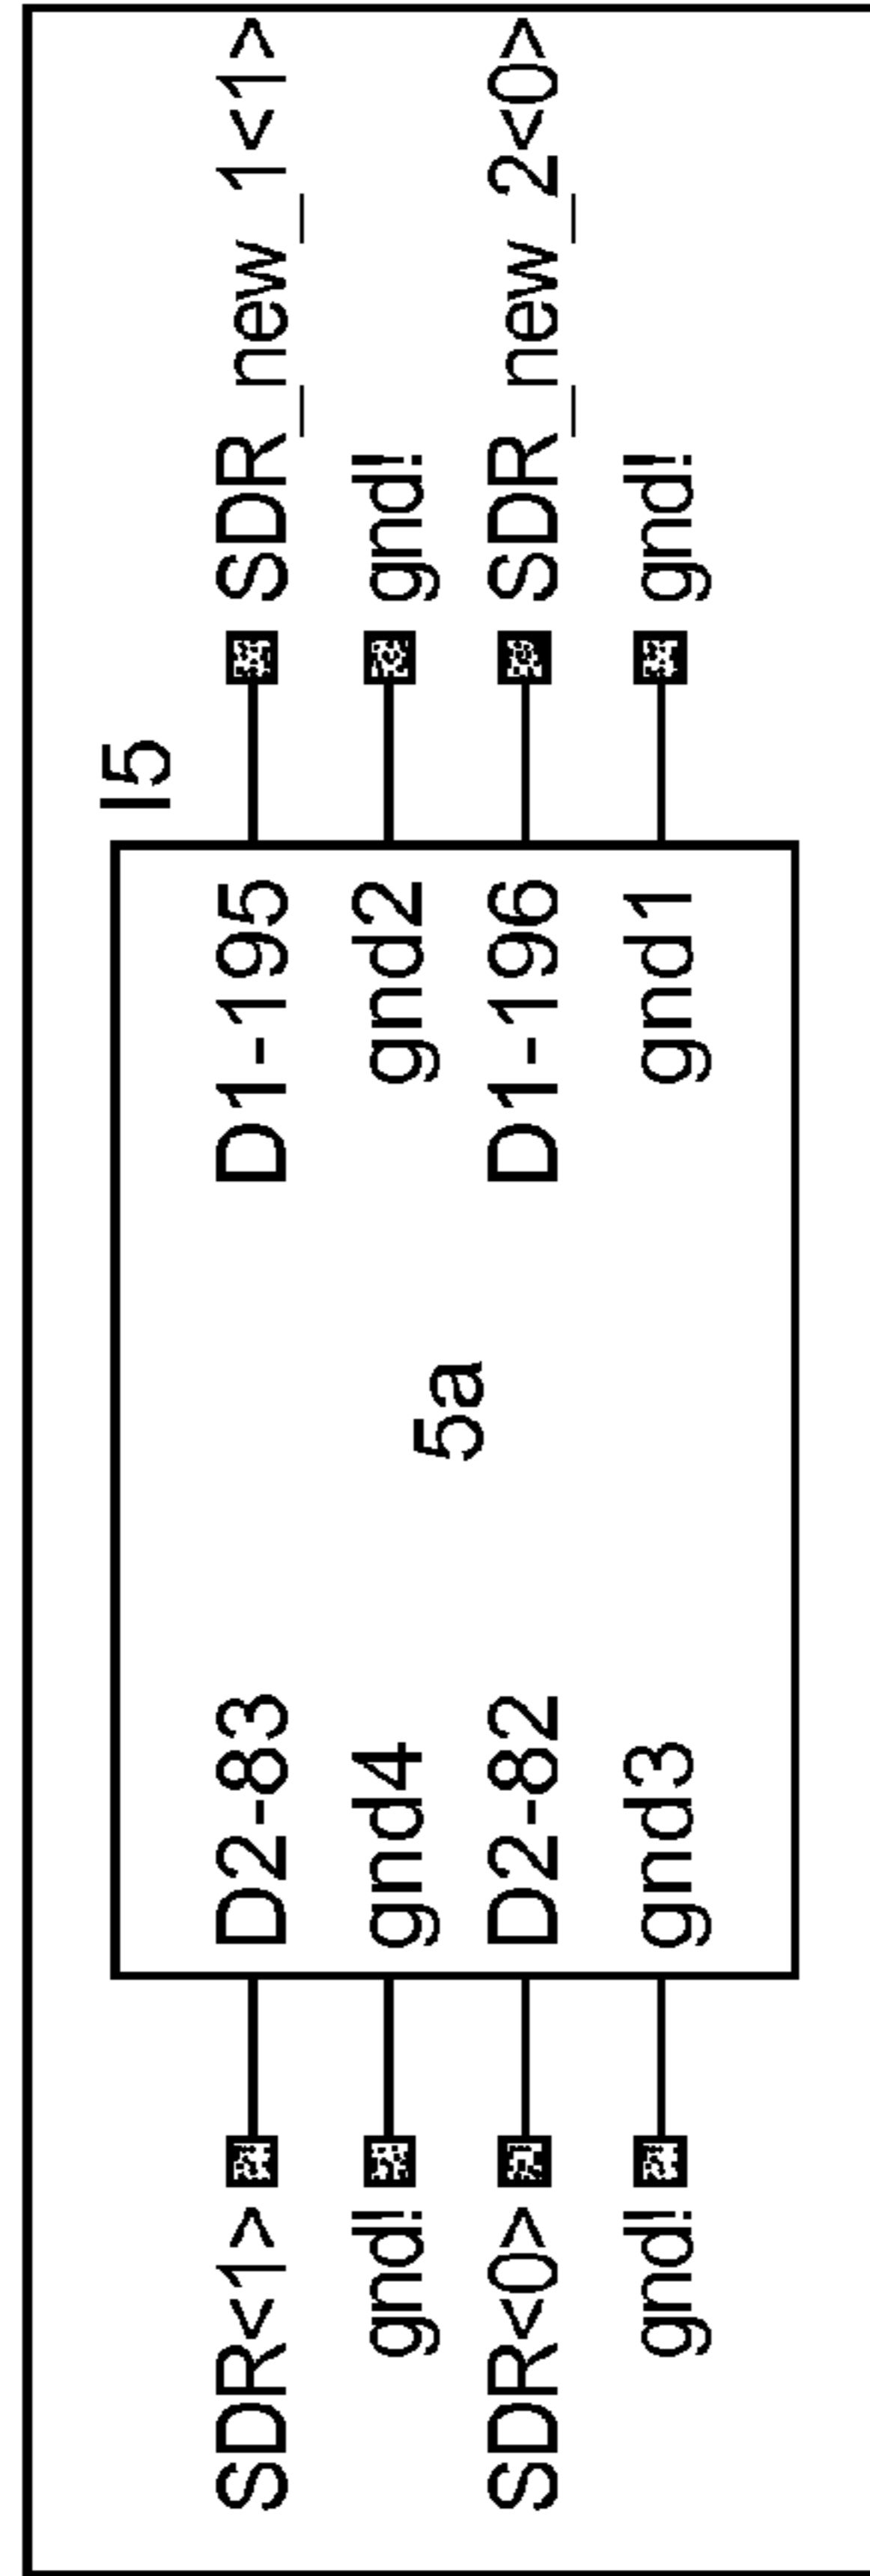 I5
SDR<1> D2-83 D1-195 SDR_new_1<1>
gnd! gnd4 gnd2 gnd!
5a
SDR<0> D2-82 D1-196 SDR_new_2<0>
gnd! gnd3 gnd1 gnd!